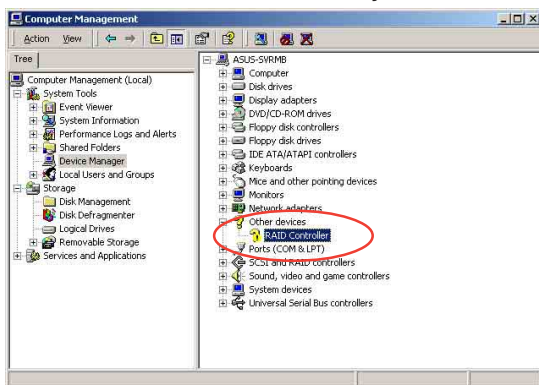 Computer Management
Action View
Tree
Computer Management (Local)
System Tools
Event Viewer
System Information
Performance Logs and Alerts
Shared Folders
Device Manager
Local Users and Groups
Storage
Disk Management
Disk Defragmenter
Logical Drives
Removable Storage
Services and Applications
ASUS-SVRMB
Computer
Disk drives
Display adapters
DVD/CD-ROM drives
Floppy disk controllers
Floppy disk drives
IDE ATA/ATAPI controllers
Keyboards
Mice and other pointing devices
Monitors
Network adapters
Other devices
RAID Controller
Ports (COM & LPT)
SCSI and RAID controllers
Sound, video and game controllers
System devices
Universal Serial Bus controllers